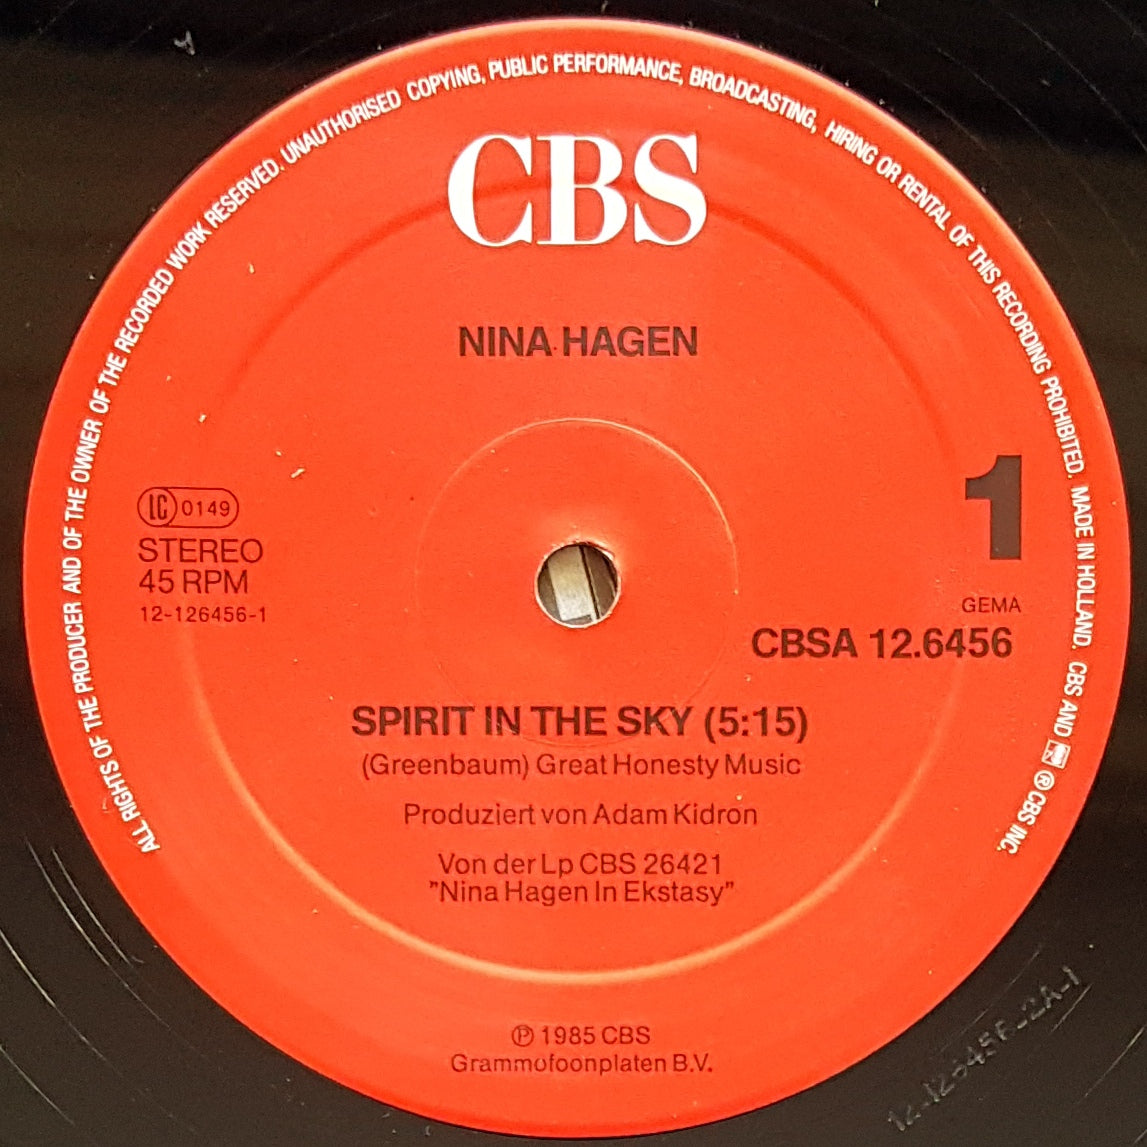 ALL RIGHTS OF THE PRODUCER AND OF THE OWNER OF THE RECORDED WORK RESERVED. UNAUTHORISED COPYING, PUBLIC PERFORMANCE, BROADCASTING, HIRING OR RENTAL OF THIS RECORDING PROHIBITED. MADE IN HOLLAND. CBS AND ® CBS INC.
CBS
NINA HAGEN
1
LC 0149
STEREO
45 RPM
12-126456-1
GEMA
CBSA 12.6456
SPIRIT IN THE SKY (5:15)
(Greenbaum) Great Honesty Music
Produziert von Adam Kidron
Von der Lp CBS 26421
"Nina Hagen In Ekstasy"
℗ 1985 CBS
Grammofoonplaten B.V.